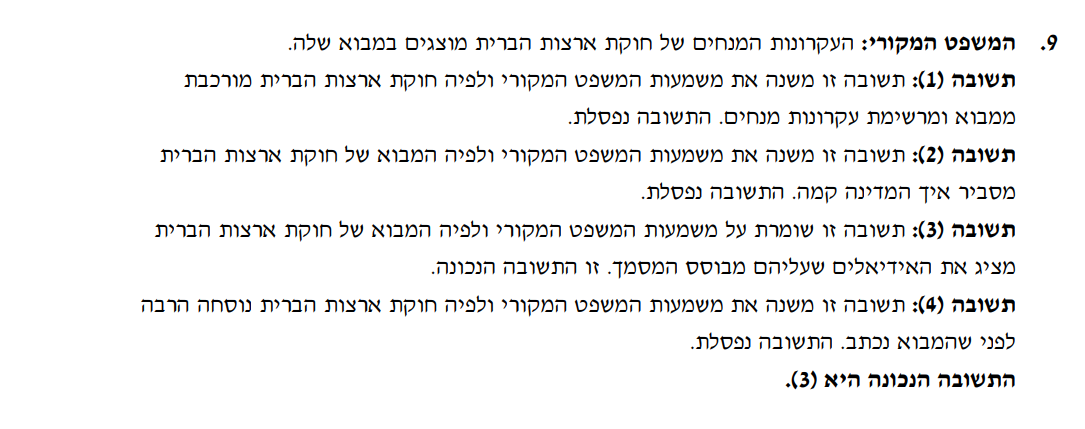 9. המשפט המקורי: העקרונות המנחים של חוקת ארצות הברית מוצגים במבוא שלה.
תשובה (1): תשובה זו משנה את משמעות המשפט המקורי ולפיה חוקת ארצות הברית מורכבת
ממבוא ומרשימת עקרונות מנחים. התשובה נפסלת.
תשובה (2): תשובה זו משנה את משמעות המשפט המקורי ולפיה המבוא של חוקת ארצות הברית
מסביר איך המדינה קמה. התשובה נפסלת.
תשובה (3): תשובה זו שומרת על משמעות המשפט המקורי ולפיה המבוא של חוקת ארצות הברית
מציג את האידיאלים שעליהם מבוסס המסמך. זו התשובה הנכונה.
תשובה (4): תשובה זו משנה את משמעות המשפט המקורי ולפיה חוקת ארצות הברית נוסחה הרבה
לפני שהמבוא נכתב. התשובה נפסלת.
התשובה הנכונה היא (3).